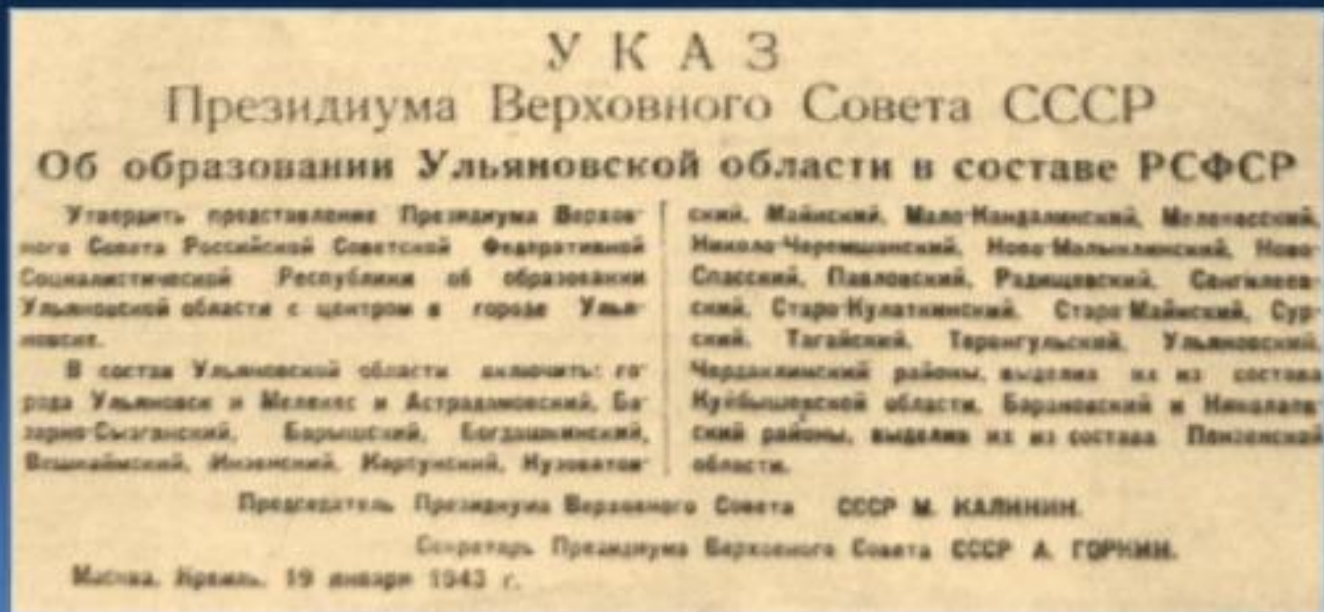 УКАЗ
Президиума Верховного Совета СССР
Об образовании Ульяновской области в составе РСФСР
Утвердить представление Президиума Верхов-
ного Совета Российской Советской Федеративной
Социалистической Республики об образовании
Ульяновской области с центром в городе Улья-
новске.
В состав Ульяновской области включить: го-
рода Ульяновск и Мелекес и Астрадамовский, Ба-
зарно-Сызганский, Барышский, Богдашкинский,
Вешкаймский, Инзенский, Карсунский, Кузоватов-
ский, Майнский, Мало-Кандалинский, Мелекесский,
Николо-Черемшанский, Ново-Малыклинский, Ново-
Спасский, Павловский, Радищевский, Сенгилеев-
ский, Старо-Кулаткинский, Старо-Майнский, Сур-
ский, Тагайский, Тереньгульский, Ульяновский,
Чердаклинский районы, выделив их из состава
Куйбышевской области, Барановский и Николаев-
ский районы, выделив их из состава Пензенской
области.
Председатель Президиума Верховного Совета СССР М. КАЛИНИН.
Секретарь Президиума Верховного Совета СССР А. ГОРКИН.
Москва, Кремль. 19 января 1943 г.